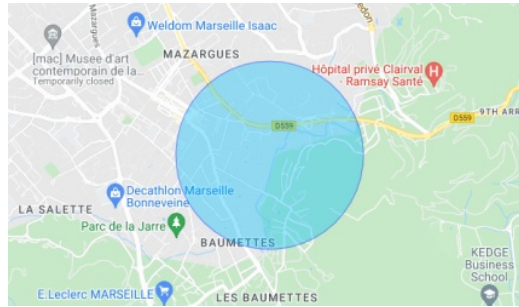 Weldom Marseille Isaac
MAZARGUES
[mac] Musee d'art
contemporain de la...
Temporarily closed
Hôpital privé Clairval
- Ramsay Santé
H
D559
D559
9TH ARR
Decathlon Marseille
Bonneveine
LA SALETTE
Parc de la Jarre
BAUMETTES
KEDGE
Business
School
E.Leclerc MARSEILLE
LES BAUMETTES